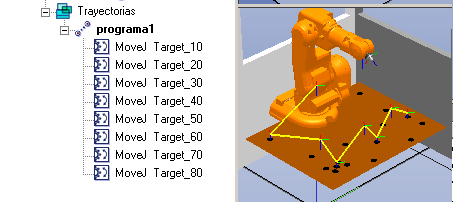 Trayectorias
programa1
MoveJ Target_10
MoveJ Target_20
MoveJ Target_30
MoveJ Target_40
MoveJ Target_50
MoveJ Target_60
MoveJ Target_70
MoveJ Target_80